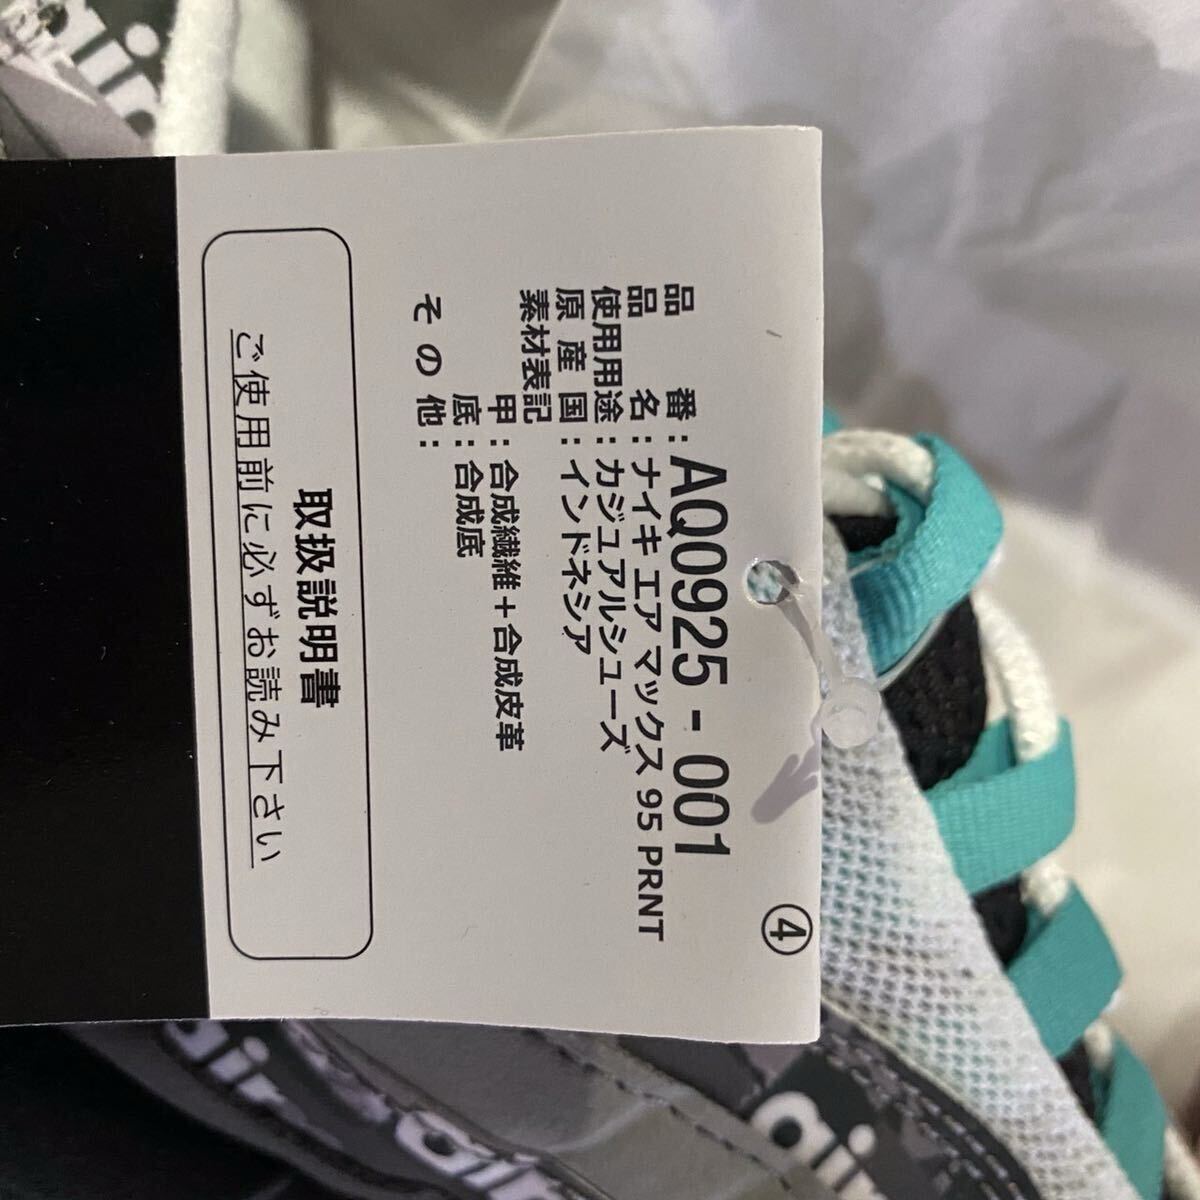 ④
品番：AQ0925 - 001
品名：ナイキ エア マックス 95 PRNT
使用用途：カジュアルシューズ
原産国：インドネシア
素材表記
甲：合成繊維＋合成皮革
底：合成底
その他：
取扱説明書
ご使用前に必ずお読み下さい
air
air
air
air